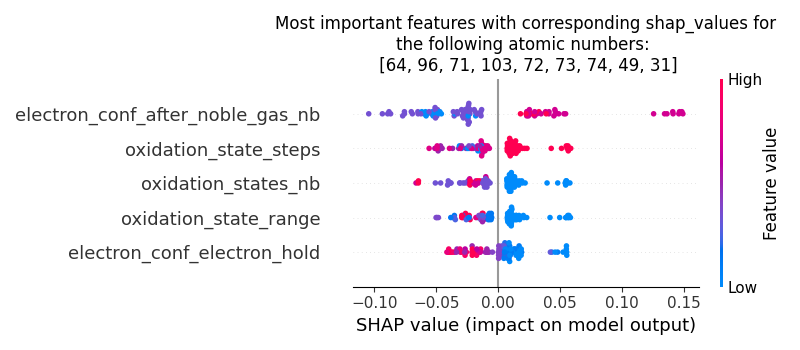 Most important features with corresponding shap_values for
the following atomic numbers:
[64, 96, 71, 103, 72, 73, 74, 49, 31]
High
electron_conf_after_noble_gas_nb
oxidation_state_steps
oxidation_states_nb
oxidation_state_range
electron_conf_electron_hold
Feature value
Low
−0.10 −0.05 0.00 0.05 0.10 0.15
SHAP value (impact on model output)